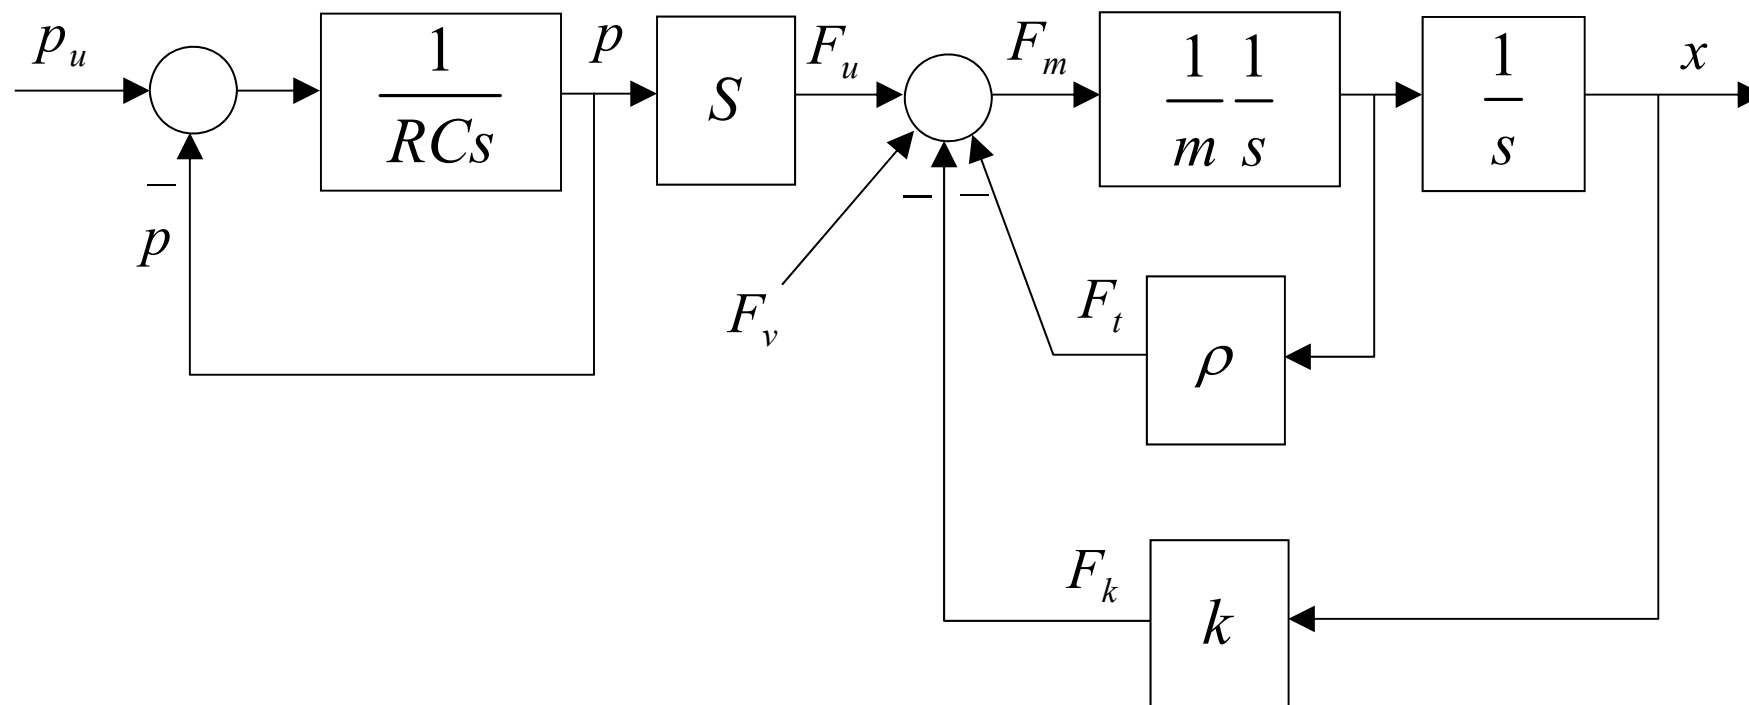 p_u
1
RCs
p
S
F_u
F_m
1 1
m s
1
s
x
−
p
− −
F_v
F_t
ρ
F_k
k